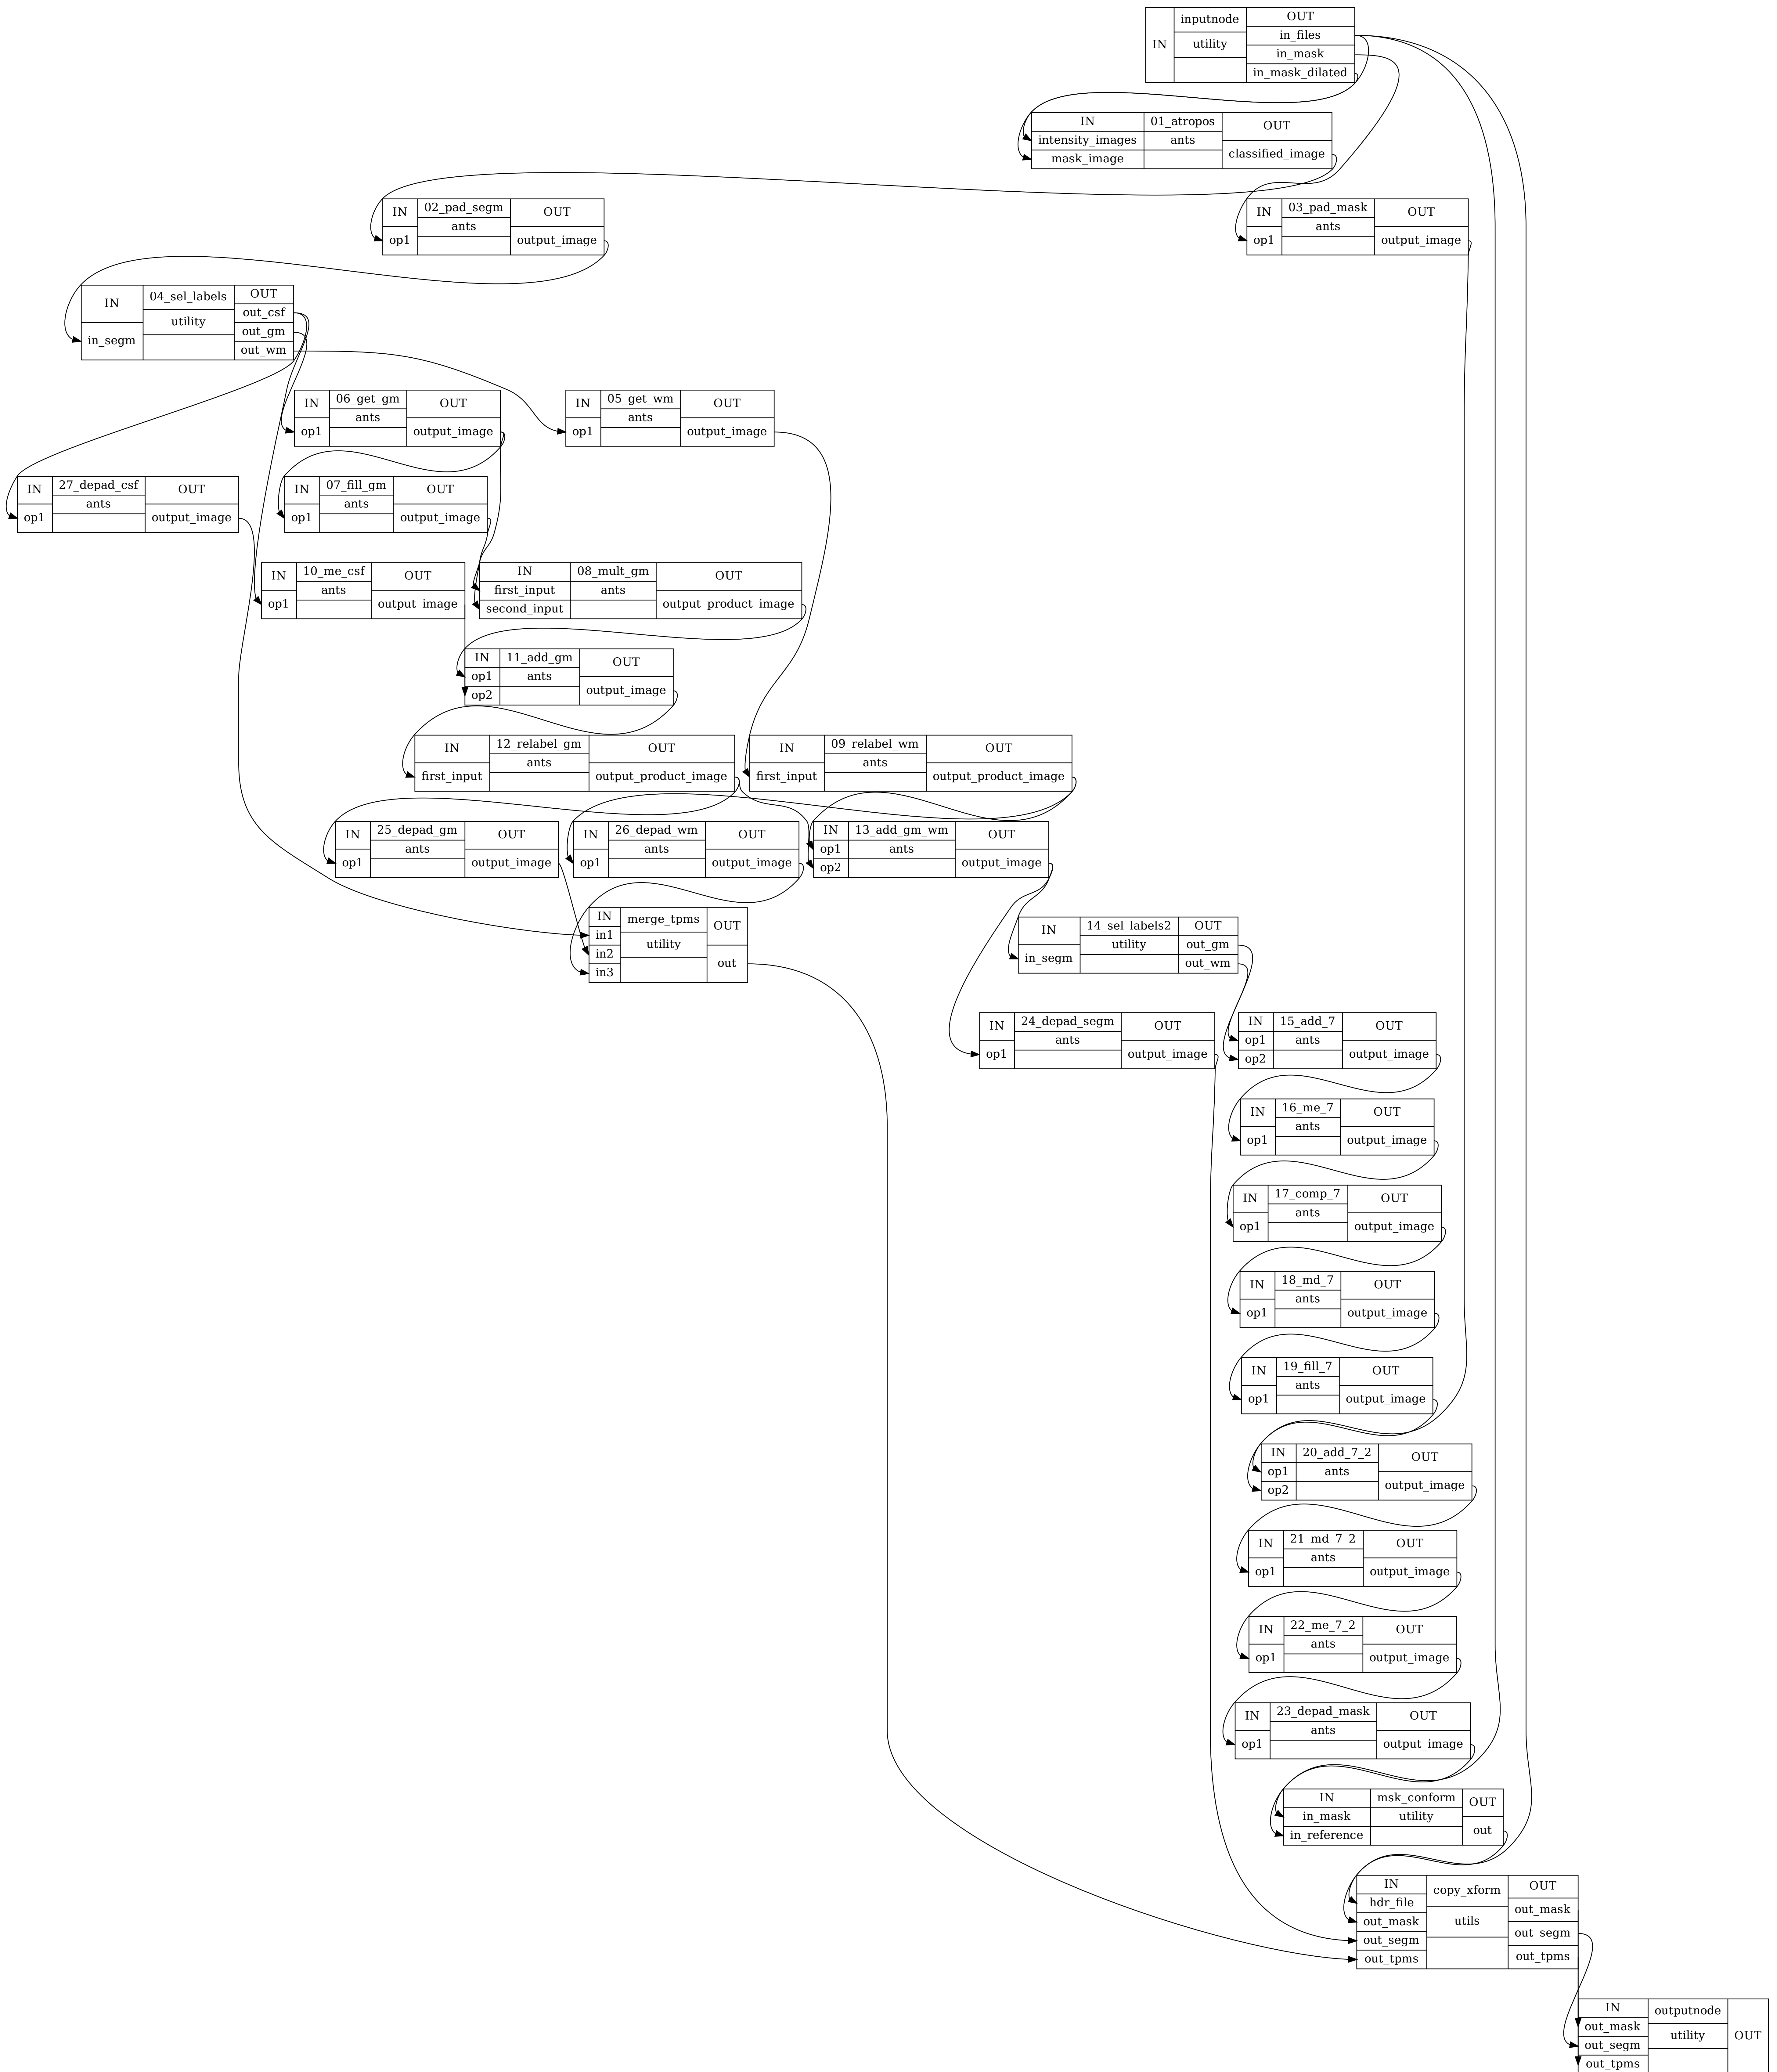 IN
inputnode
utility
OUT
in_files
in_mask
in_mask_dilated
IN
intensity_images
mask_image
01_atropos
ants
OUT
classified_image
IN
op1
02_pad_segm
ants
OUT
output_image
IN
op1
03_pad_mask
ants
OUT
output_image
IN
in_segm
04_sel_labels
utility
OUT
out_csf
out_gm
out_wm
IN
op1
06_get_gm
ants
OUT
output_image
IN
op1
05_get_wm
ants
OUT
output_image
IN
op1
27_depad_csf
ants
OUT
output_image
IN
op1
07_fill_gm
ants
OUT
output_image
IN
op1
10_me_csf
ants
OUT
output_image
IN
first_input
second_input
08_mult_gm
ants
OUT
output_product_image
IN
op1
op2
11_add_gm
ants
OUT
output_image
IN
first_input
12_relabel_gm
ants
OUT
output_product_image
IN
first_input
09_relabel_wm
ants
OUT
output_product_image
IN
op1
25_depad_gm
ants
OUT
output_image
IN
op1
26_depad_wm
ants
OUT
output_image
IN
op1
op2
13_add_gm_wm
ants
OUT
output_image
IN
in1
in2
in3
merge_tpms
utility
OUT
out
IN
in_segm
14_sel_labels2
utility
OUT
out_gm
out_wm
IN
op1
24_depad_segm
ants
OUT
output_image
IN
op1
op2
15_add_7
ants
OUT
output_image
IN
op1
16_me_7
ants
OUT
output_image
IN
op1
17_comp_7
ants
OUT
output_image
IN
op1
18_md_7
ants
OUT
output_image
IN
op1
19_fill_7
ants
OUT
output_image
IN
op1
op2
20_add_7_2
ants
OUT
output_image
IN
op1
21_md_7_2
ants
OUT
output_image
IN
op1
22_me_7_2
ants
OUT
output_image
IN
op1
23_depad_mask
ants
OUT
output_image
IN
in_mask
in_reference
msk_conform
utility
OUT
out
IN
hdr_file
out_mask
out_segm
out_tpms
copy_xform
utils
OUT
out_mask
out_segm
out_tpms
IN
out_mask
out_segm
out_tpms
outputnode
utility
OUT